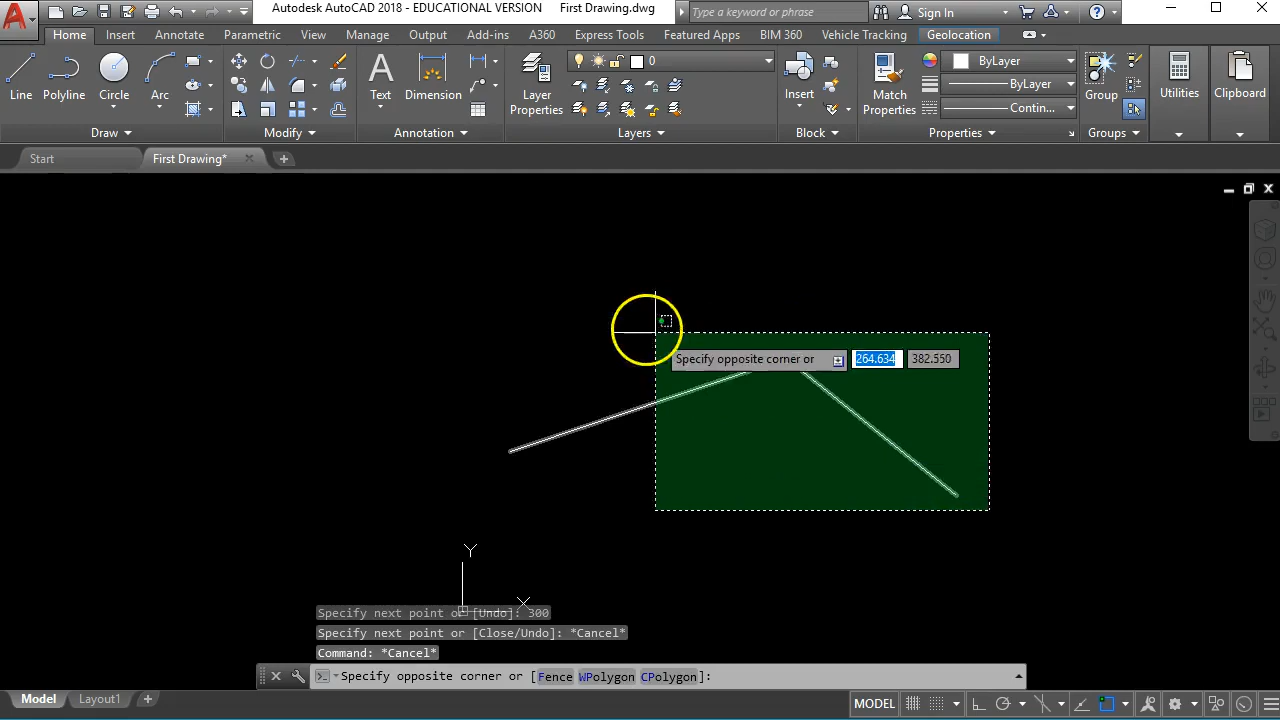 Autodesk AutoCAD 2018 - EDUCATIONAL VERSION First Drawing.dwg
Type a keyword or phrase
Sign In
Home Insert Annotate Parametric View Manage Output Add-ins A360 Express Tools Featured Apps BIM 360 Vehicle Tracking Geolocation
Line Polyline Circle Arc
Text Dimension
Layer Properties
0
Insert
Match Properties
ByLayer
ByLayer
Contin...
Group
Utilities
Clipboard
Draw Modify Annotation Layers Block Properties Groups
Start First Drawing*
Specify opposite corner or 264.634 382.550
Y
X
Specify next point or [Undo]: 300
Specify next point or [Close/Undo]: *Cancel*
Command: *Cancel*
Specify opposite corner or [Fence WPolygon CPolygon]:
Model Layout1 +
MODEL